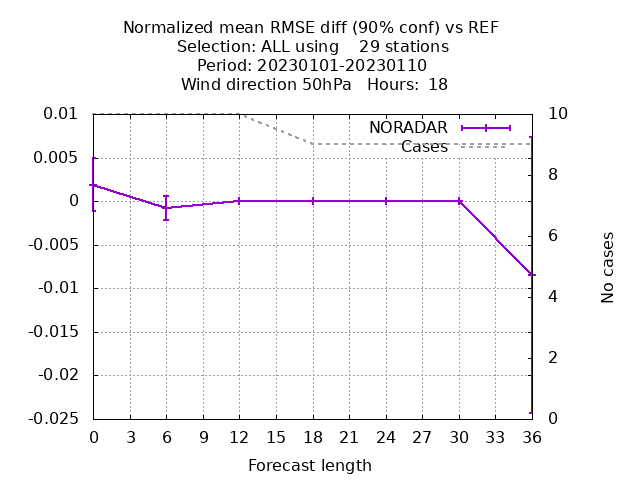 Normalized mean RMSE diff (90% conf) vs REF
Selection: ALL using    29 stations
Period: 20230101-20230110
Wind direction 50hPa   Hours:  18
NORADAR
Cases
0.01
0.005
0
-0.005
-0.01
-0.015
-0.02
-0.025
10
8
6
4
2
0
No cases
0 3 6 9 12 15 18 21 24 27 30 33 36
Forecast length